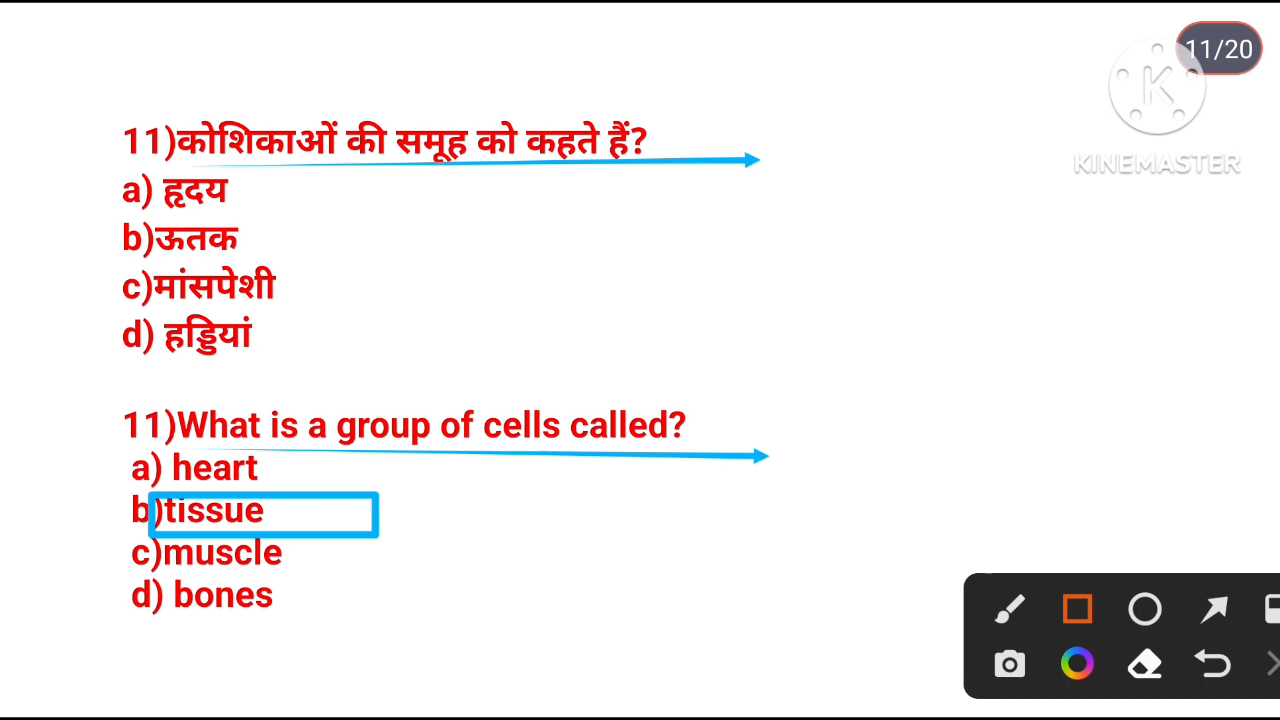 11/20
KINEMASTER
11)कोशिकाओं की समूह को कहते हैं?
a) हृदय
b)ऊतक
c)मांसपेशी
d) हड्डियां
11)What is a group of cells called?
a) heart
b)tissue
c)muscle
d) bones